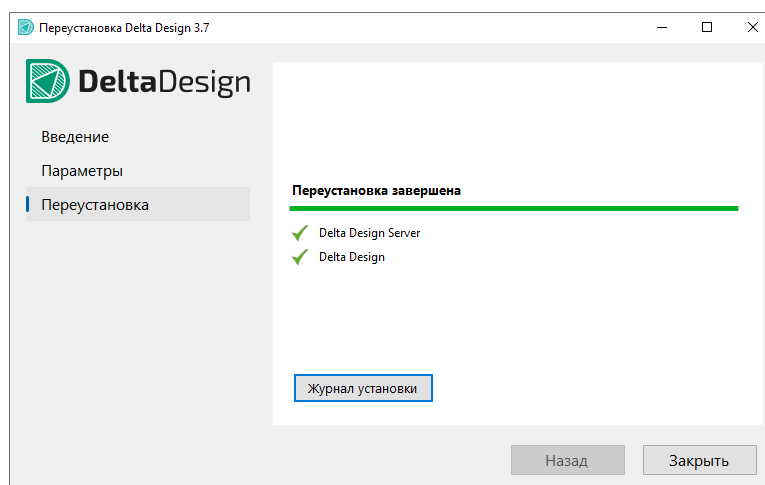 Переустановка Delta Design 3.7
DeltaDesign
Введение
Параметры
Переустановка
Переустановка завершена
Delta Design Server
Delta Design
Журнал установки
Назад
Закрыть